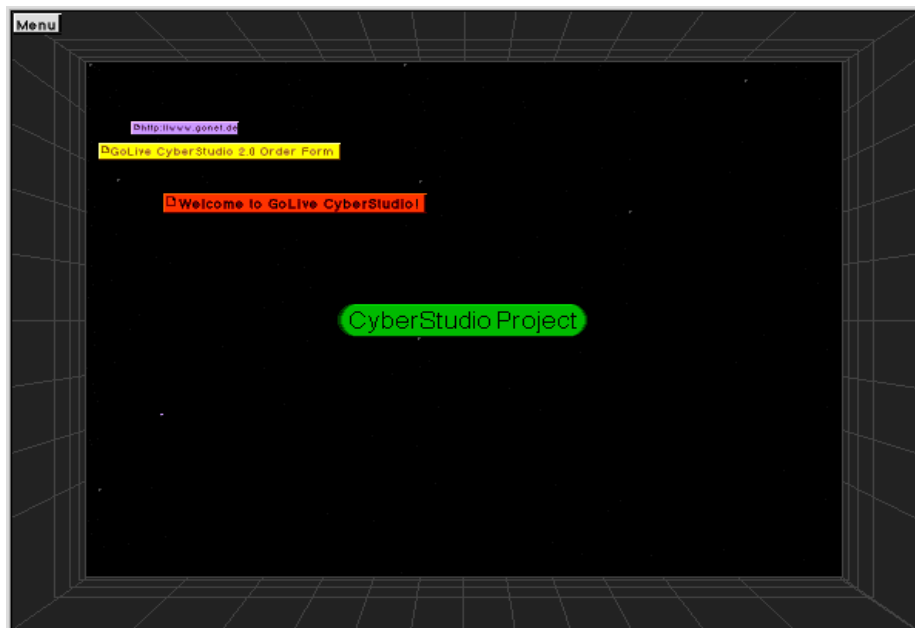 Menu
http://www.gonet.de
GoLive CyberStudio 2.0 Order Form
Welcome to GoLive CyberStudio!
CyberStudio Project